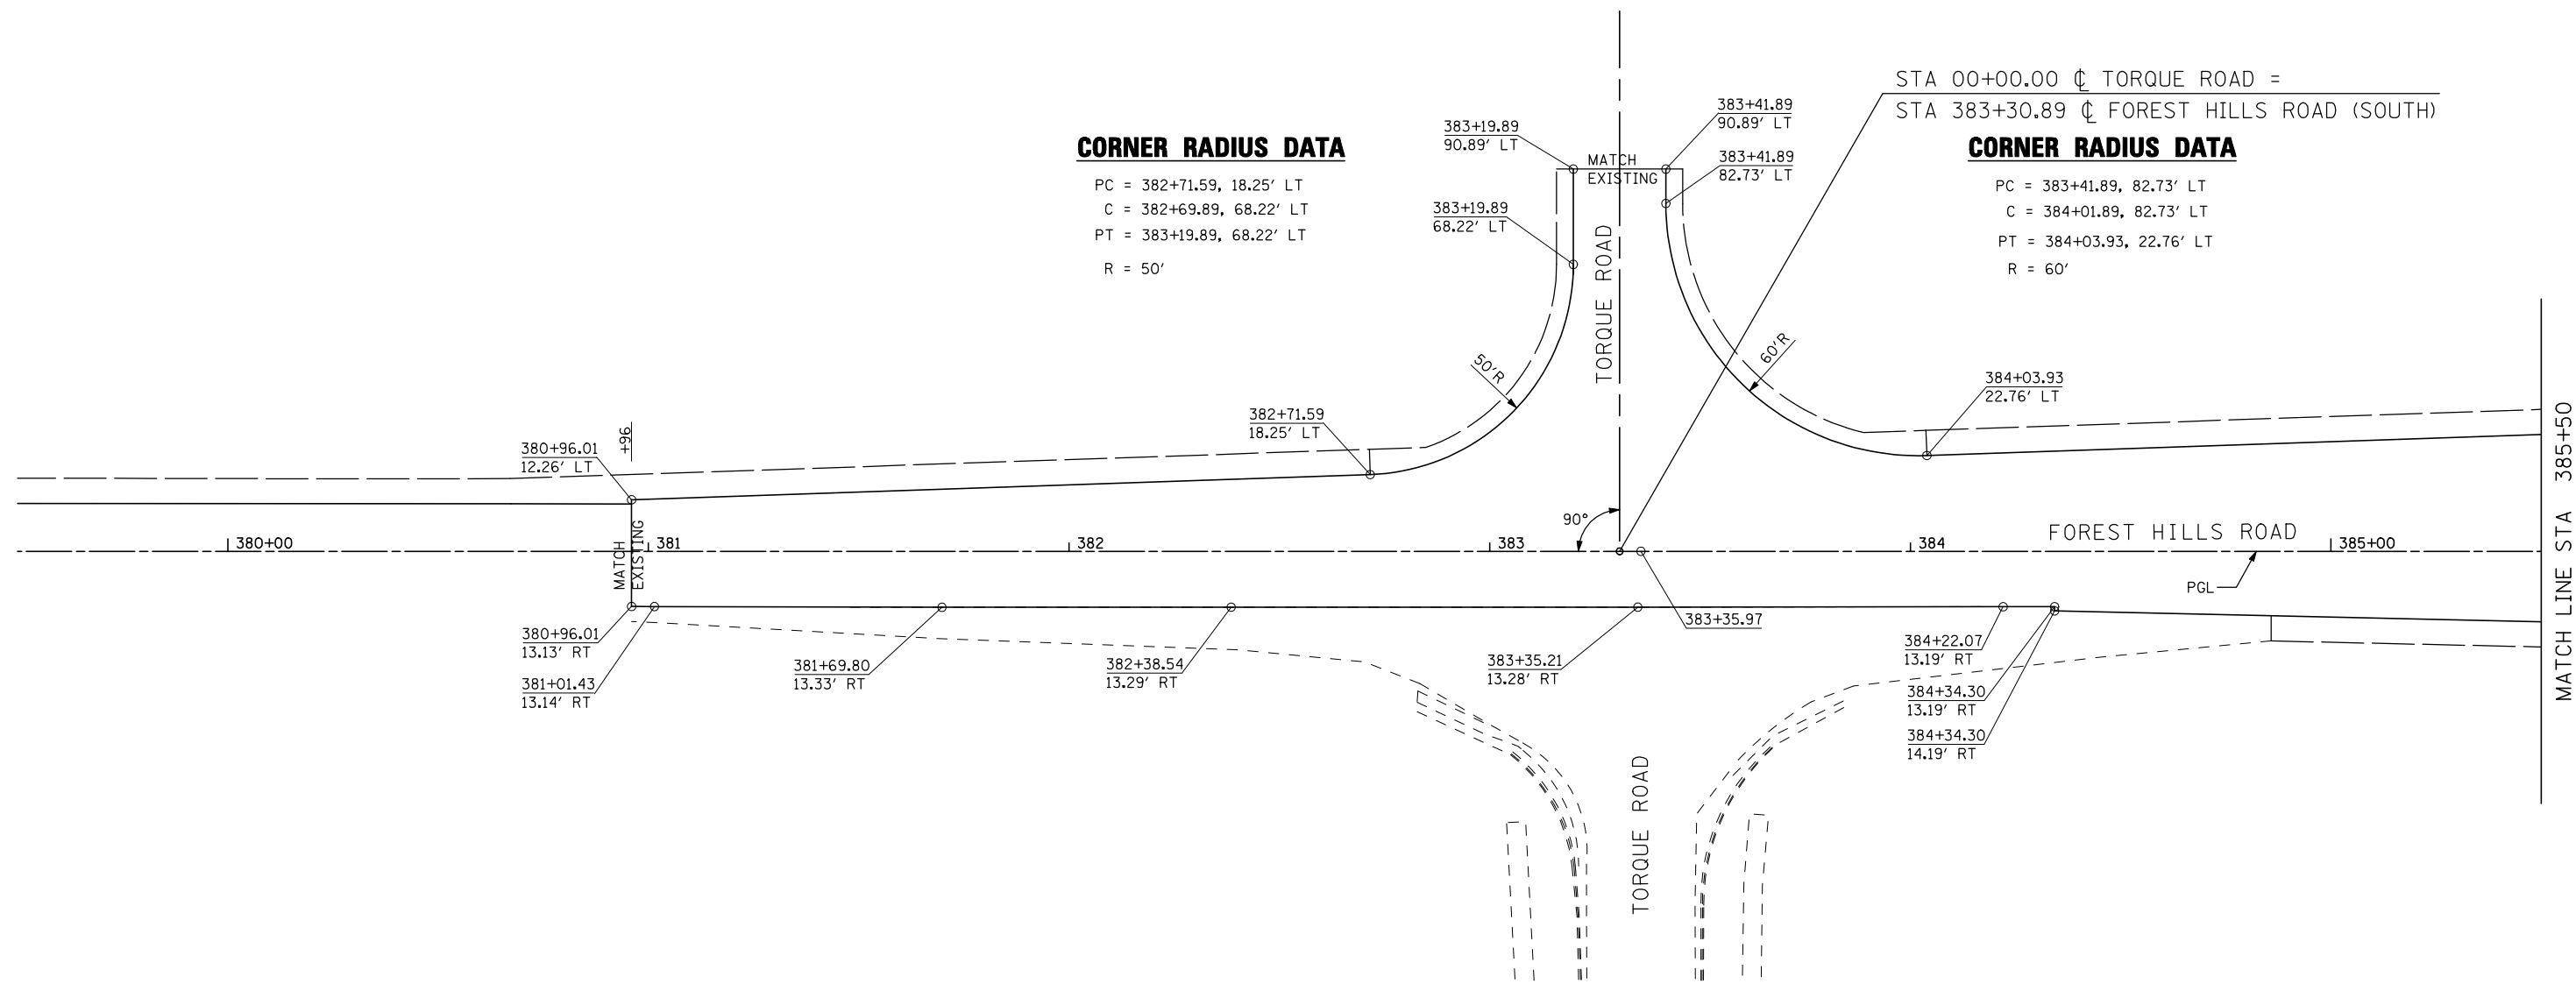 STA 00+00.00 ℄ TORQUE ROAD =
STA 383+30.89 ℄ FOREST HILLS ROAD (SOUTH)
CORNER RADIUS DATA
PC = 382+71.59, 18.25' LT
C = 382+69.89, 68.22' LT
PT = 383+19.89, 68.22' LT
R = 50'
383+19.89
90.89' LT
383+19.89
68.22' LT
MATCH
EXISTING
383+41.89
90.89' LT
383+41.89
82.73' LT
CORNER RADIUS DATA
PC = 383+41.89, 82.73' LT
C = 384+01.89, 82.73' LT
PT = 384+03.93, 22.76' LT
R = 60'
TORQUE ROAD
50'R
60'R
384+03.93
22.76' LT
382+71.59
18.25' LT
+96
380+96.01
12.26' LT
MATCH
EXISTING
90°
FOREST HILLS ROAD
380+00
381
382
383
384
385+00
PGL
MATCH LINE STA 385+50
380+96.01
13.13' RT
381+01.43
13.14' RT
381+69.80
13.33' RT
382+38.54
13.29' RT
383+35.21
13.28' RT
383+35.97
384+22.07
13.19' RT
384+34.30
13.19' RT
384+34.30
14.19' RT
TORQUE ROAD